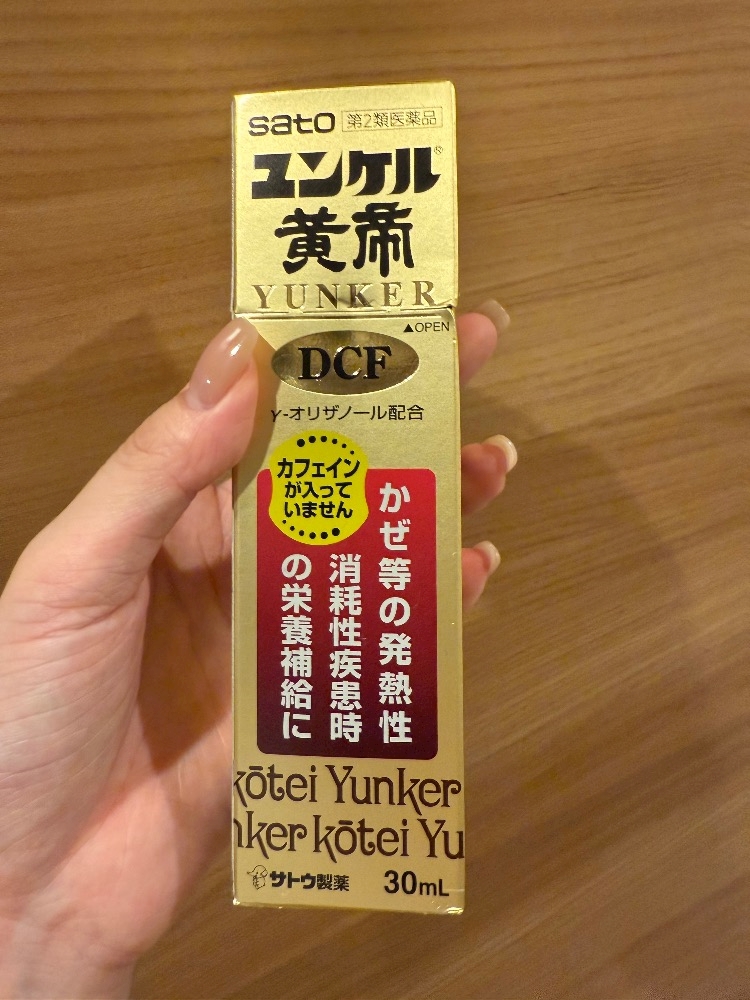 sato 第2類医薬品
ユンケル®
黄帝
YUNKER
▲OPEN
DCF
γ-オリザノール配合
カフェイン
が入って
いません
かぜ等の発熱性
消耗性疾患時
の栄養補給に
kōtei Yunker
nker kōtei Yu
サトウ製薬 30mL